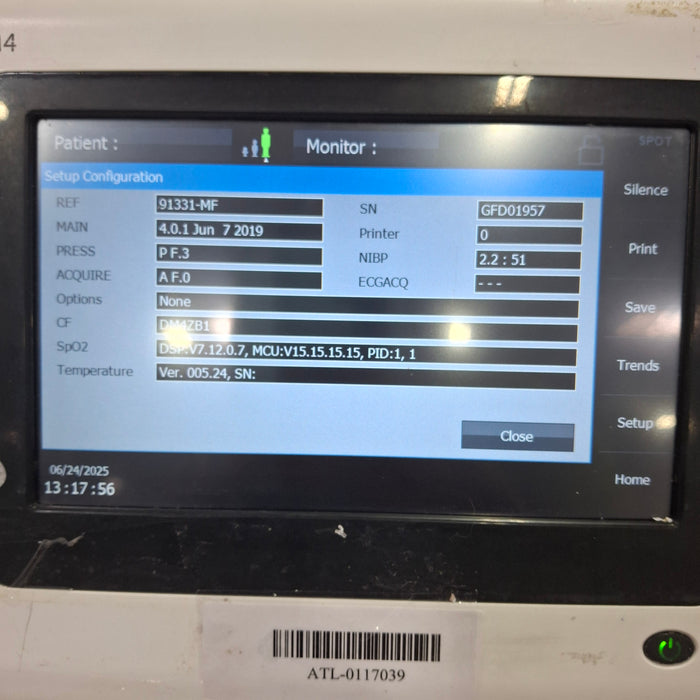 Patient :
Monitor :
SPOT
Setup Configuration
REF 91331-MF SN GFD01957
MAIN 4.0.1 Jun 7 2019 Printer 0
PRESS P F.3 NIBP 2.2 : 51
ACQUIRE A F.0 ECGACQ ---
Options None
CF DM4ZB1
SpO2 DSP:V7.12.0.7, MCU:V15.15.15.15, PID:1, 1
Temperature Ver. 005.24, SN:
Close
Silence
Print
Save
Trends
Setup
Home
06/24/2025
13:17:56
ATL-0117039